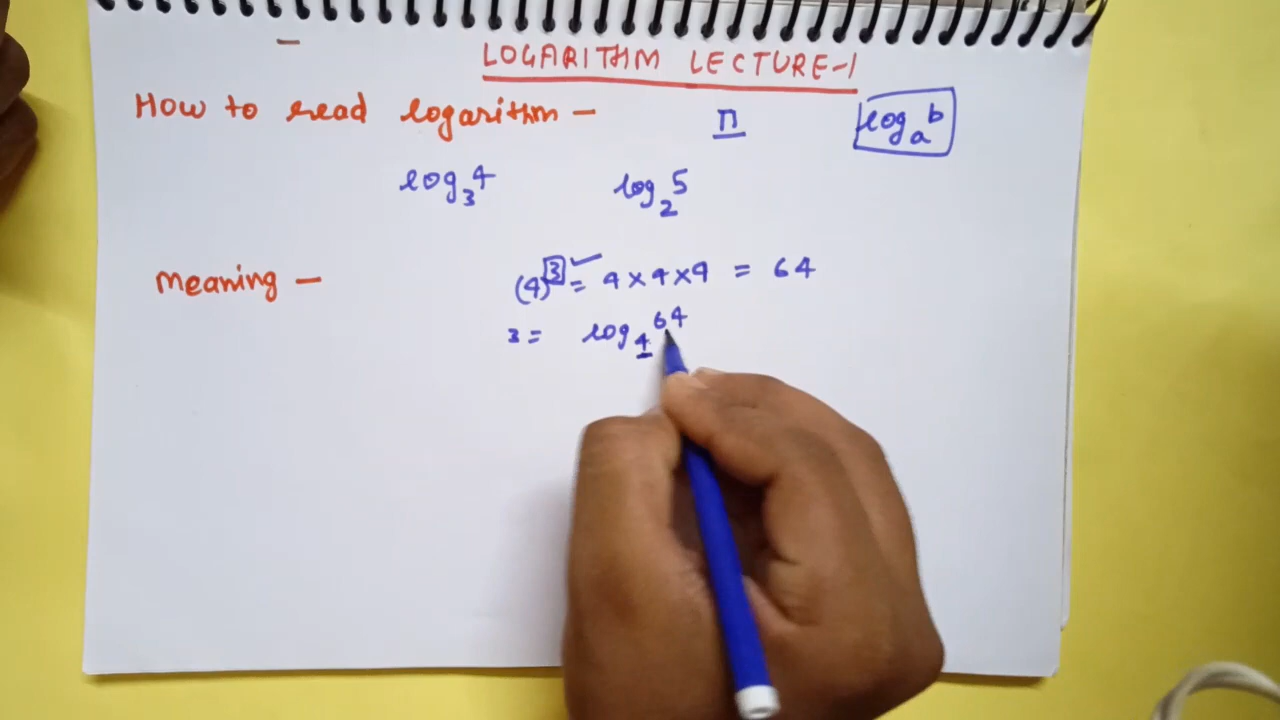 LOGARITHM LECTURE-1
How to read logarithm - п log_a b
log_3 4 log_2 5
Meaning - (4)^3 = 4 × 4 × 4 = 64
3 = log_4 64